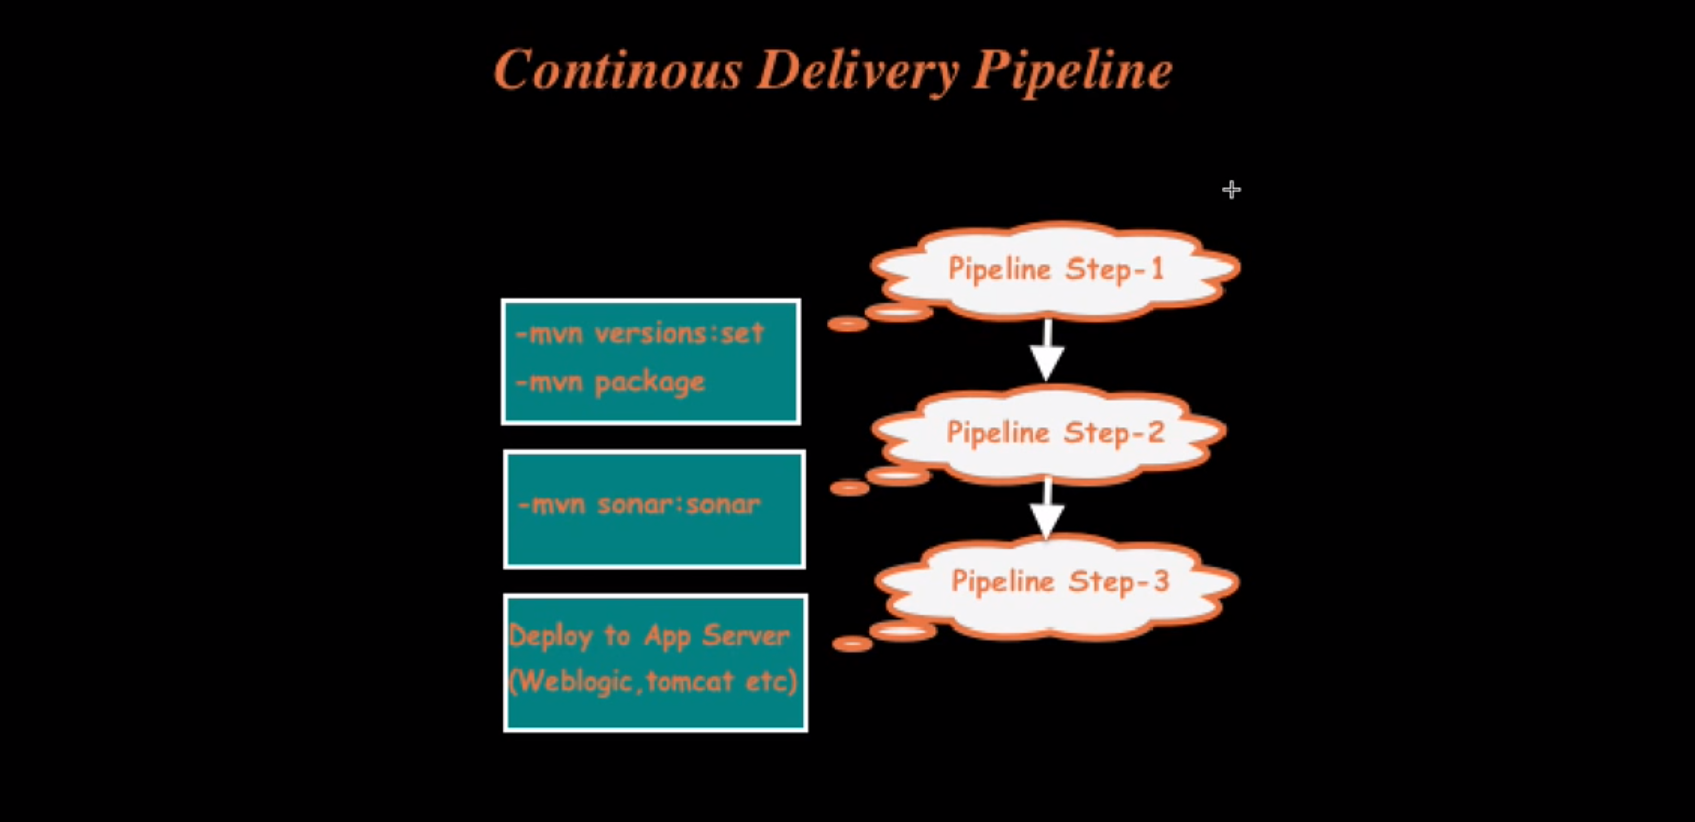 Continous Delivery Pipeline
Pipeline Step-1
-mvn versions:set
-mvn package
Pipeline Step-2
-mvn sonar:sonar
Pipeline Step-3
Deploy to App Server
(Weblogic,tomcat etc)